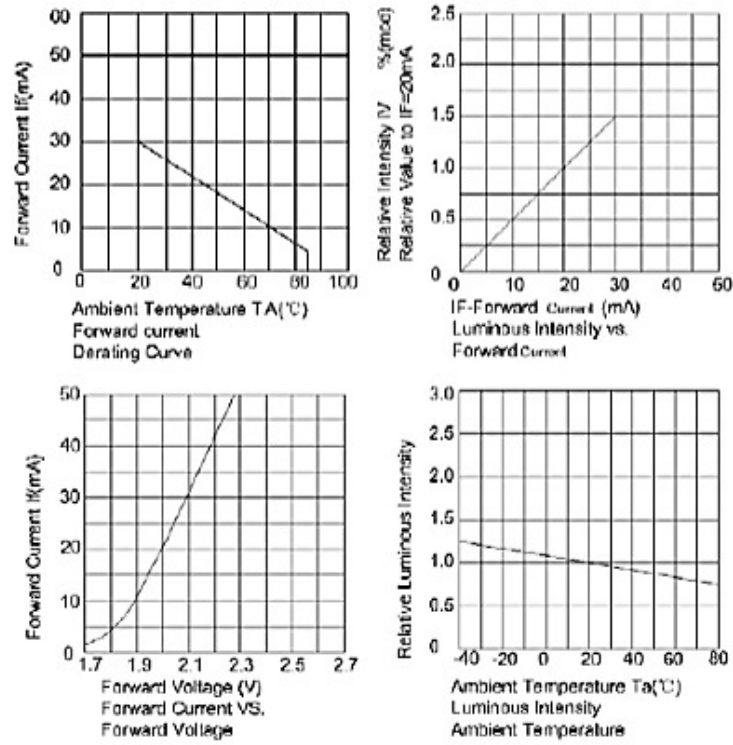 Forward Current If(mA)
00
50
40
30
20
10
0
0 20 40 60 80 100
Ambient Temperature TA(℃)
Forward current
Derating Curve
Relative Intensity IV %(mcd)
Relative Value to IF=20mA
2.5
2.0
1.5
1.0
0.5
0
0 10 20 30 40 50
IF-Forward Current (mA)
Luminous Intensity vs.
Forward Current
Forward Current If(mA)
50
40
30
20
10
0
1.7 1.9 2.1 2.3 2.5 2.7
Forward Voltage (V)
Forward Current VS.
Forward Voltage
Relative Luminous Intensity
3.0
2.5
2.0
1.5
1.0
0.5
0
-40 -20 0 20 40 60 80
Ambient Temperature Ta(℃)
Luminous Intensity
Ambient Temperature